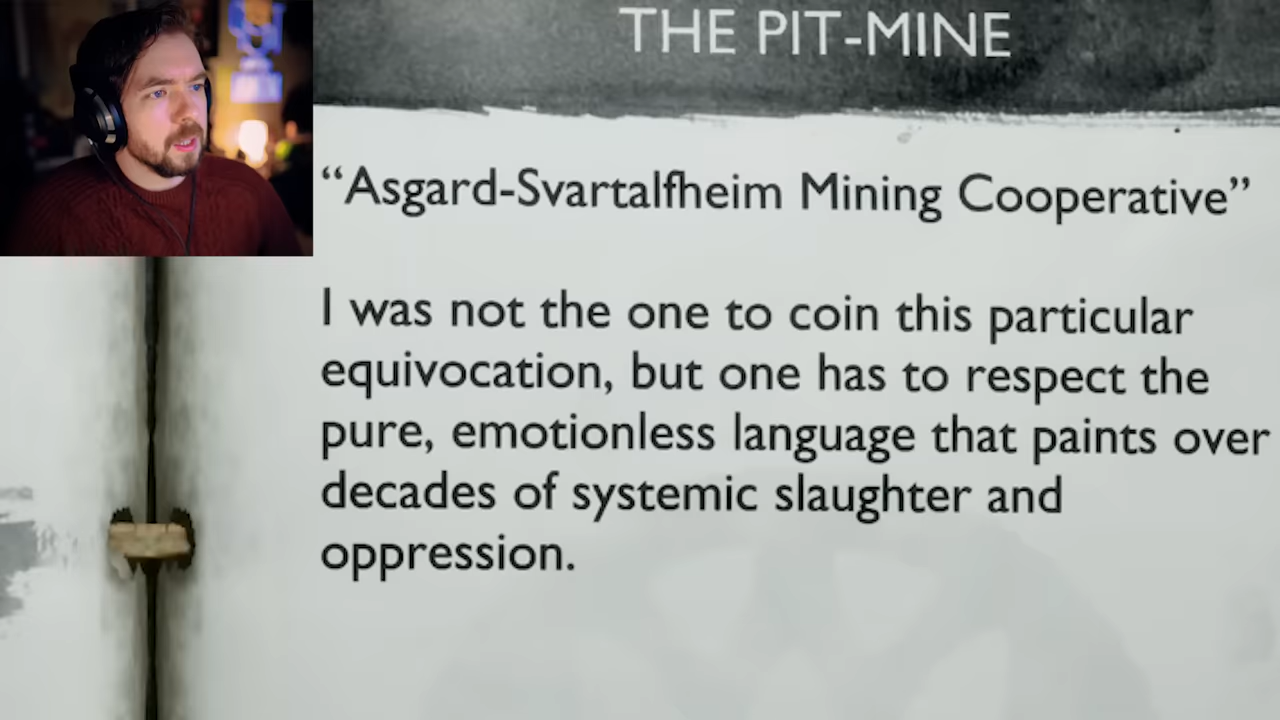 THE PIT-MINE
“Asgard-Svartalfheim Mining Cooperative”
I was not the one to coin this particular
equivocation, but one has to respect the
pure, emotionless language that paints over
decades of systemic slaughter and
oppression.